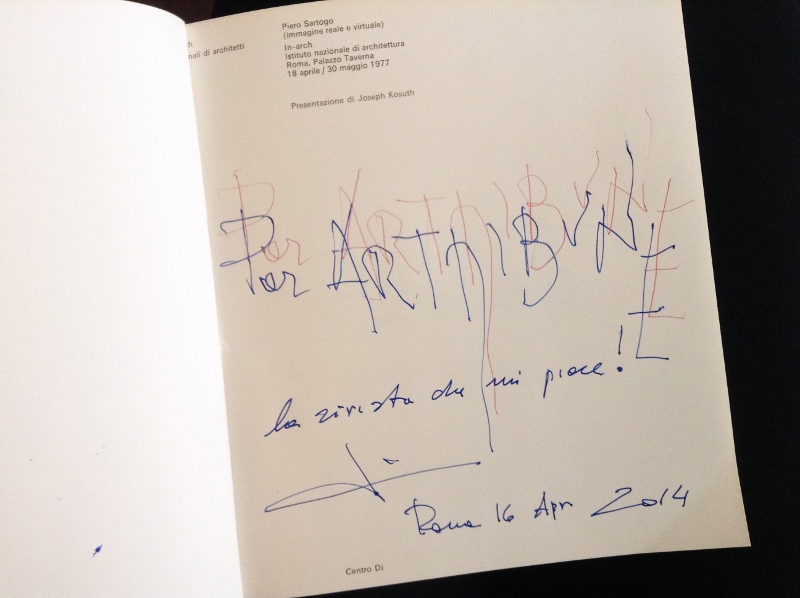 h
nali di architetti
Piero Sartogo
(immagine reale e virtuale)
In-arch
Istituto nazionale di architettura
Roma, Palazzo Taverna
18 aprile / 30 maggio 1977
Presentazione di Joseph Kosuth
Per ARTRIBUNE
la rivista che mi piace!
Roma 16 Apr 2014
Centro Di